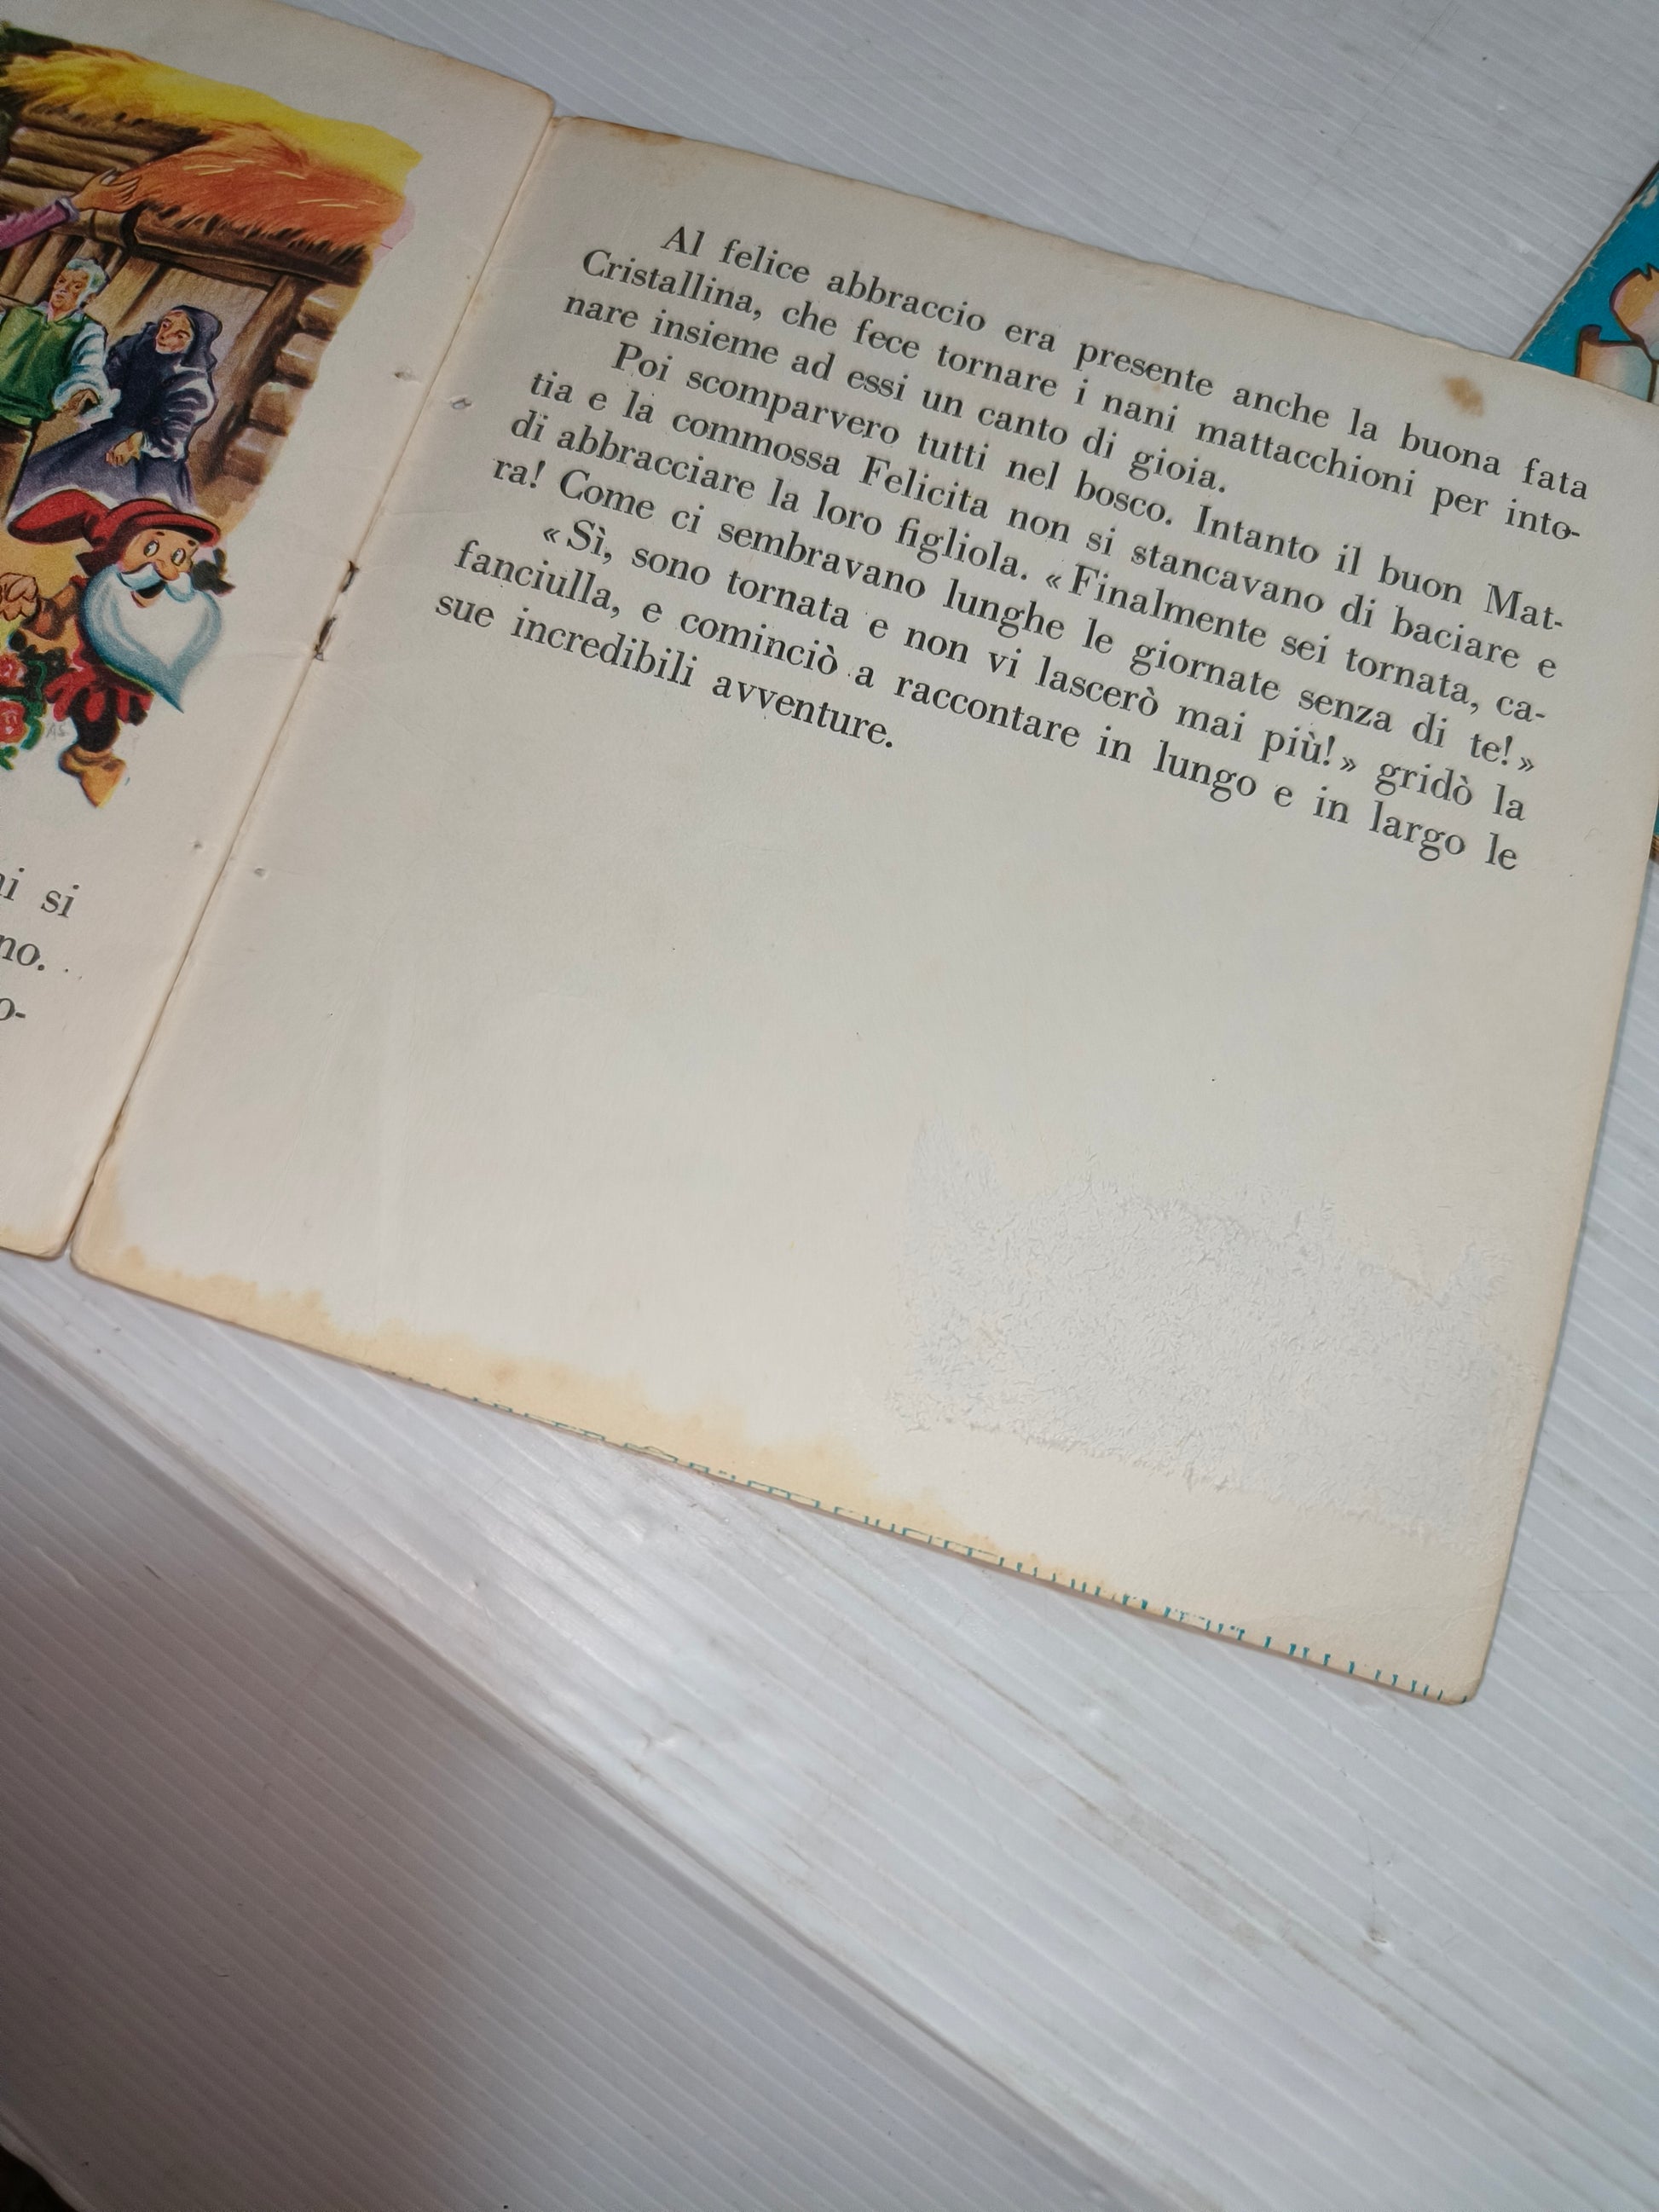 ni si
no.
o-
Al felice abbraccio era presente anche la buona fata
Cristallina, che fece tornare i nani mattacchioni per into-
nare insieme ad essi un canto di gioia.
Poi scomparvero tutti nel bosco. Intanto il buon Mat-
tia e la commossa Felicita non si stancavano di baciare e
di abbracciare la loro figliola. «Finalmente sei tornata, ca-
ra! Come ci sembravano lunghe le giornate senza di te!»
«Sì, sono tornata e non vi lascerò mai più!» gridò la
fanciulla, e cominciò a raccontare in lungo e in largo le
sue incredibili avventure.